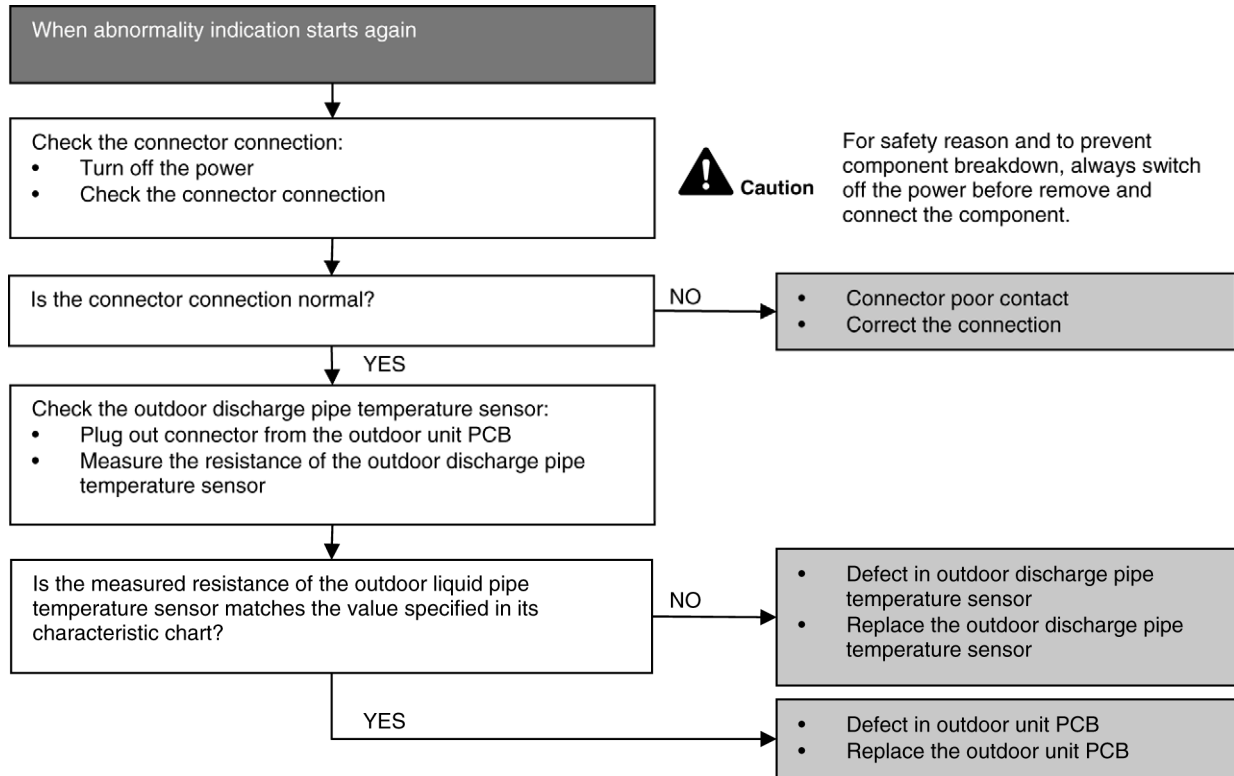 When abnormality indication starts again
Check the connector connection:
• Turn off the power
• Check the connector connection
Caution
For safety reason and to prevent
component breakdown, always switch
off the power before remove and
connect the component.
Is the connector connection normal?
NO
• Connector poor contact
• Correct the connection
YES
Check the outdoor discharge pipe temperature sensor:
• Plug out connector from the outdoor unit PCB
• Measure the resistance of the outdoor discharge pipe
temperature sensor
Is the measured resistance of the outdoor liquid pipe
temperature sensor matches the value specified in its
characteristic chart?
NO
• Defect in outdoor discharge pipe
temperature sensor
• Replace the outdoor discharge pipe
temperature sensor
YES
• Defect in outdoor unit PCB
• Replace the outdoor unit PCB